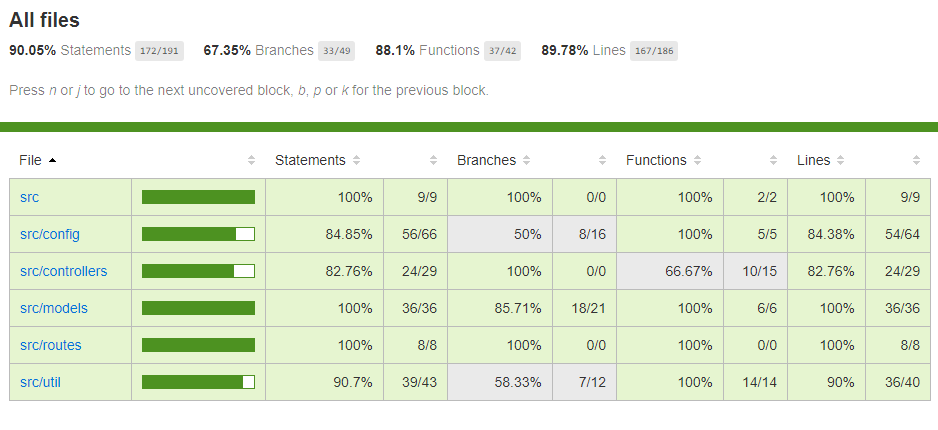 All files
90.05% Statements 172/191 67.35% Branches 33/49 88.1% Functions 37/42 89.78% Lines 167/186
Press n or j to go to the next uncovered block, b, p or k for the previous block.
File Statements Branches Functions Lines
src 100% 9/9 100% 0/0 100% 2/2 100% 9/9
src/config 84.85% 56/66 50% 8/16 100% 5/5 84.38% 54/64
src/controllers 82.76% 24/29 100% 0/0 66.67% 10/15 82.76% 24/29
src/models 100% 36/36 85.71% 18/21 100% 6/6 100% 36/36
src/routes 100% 8/8 100% 0/0 100% 0/0 100% 8/8
src/util 90.7% 39/43 58.33% 7/12 100% 14/14 90% 36/40